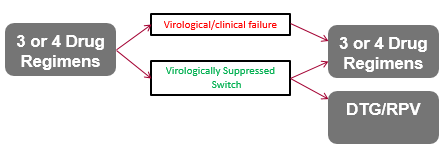 3 or 4 Drug
Regimens
Virological/clinical failure
Virologically Suppressed
Switch
3 or 4 Drug
Regimens
DTG/RPV